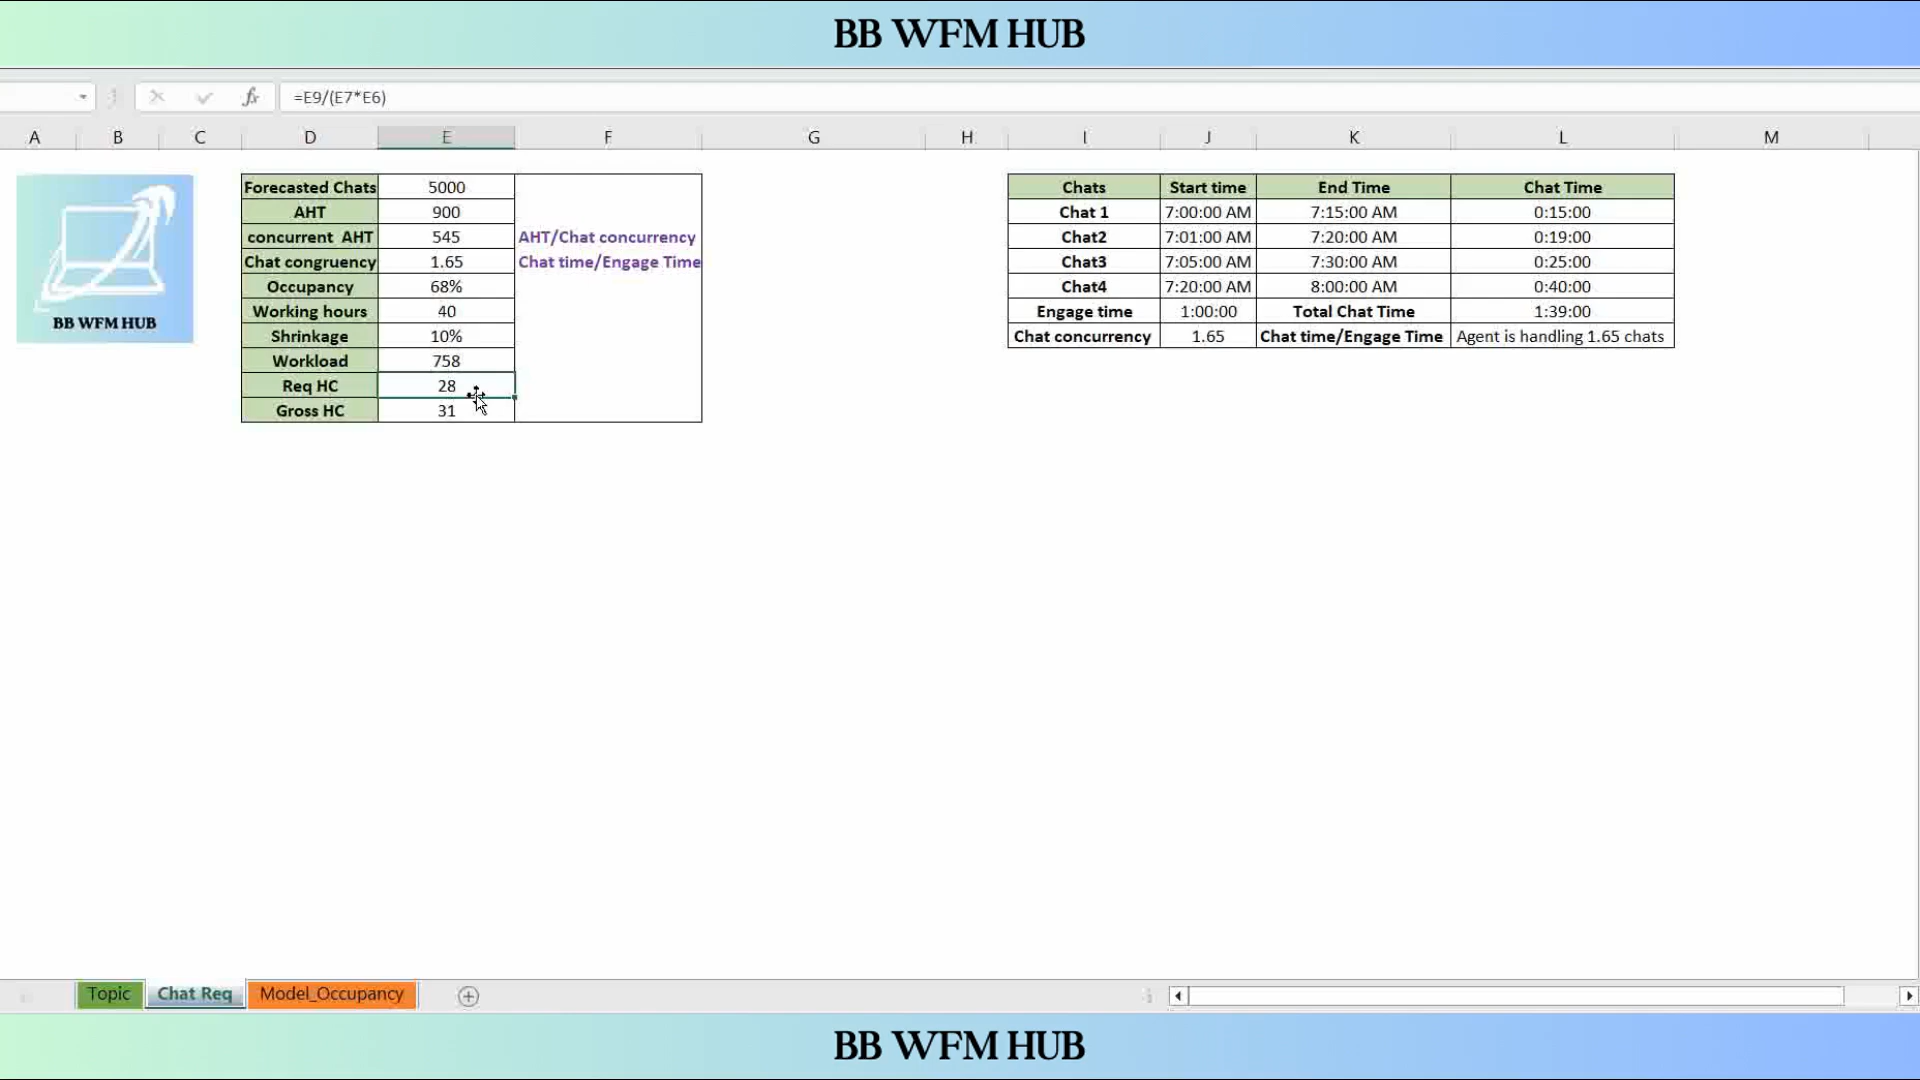 BB WFM HUB
fx =E9/(E7*E6)
A B C D E F G H I J K L M
Forecasted Chats 5000
AHT 900
concurrent AHT 545 AHT/Chat concurrency
Chat congruency 1.65 Chat time/Engage Time
Occupancy 68%
Working hours 40
Shrinkage 10%
Workload 758
Req HC 28
Gross HC 31
BB WFM HUB
Chats Start time End Time Chat Time
Chat 1 7:00:00 AM 7:15:00 AM 0:15:00
Chat2 7:01:00 AM 7:20:00 AM 0:19:00
Chat3 7:05:00 AM 7:30:00 AM 0:25:00
Chat4 7:20:00 AM 8:00:00 AM 0:40:00
Engage time 1:00:00 Total Chat Time 1:39:00
Chat concurrency 1.65 Chat time/Engage Time Agent is handling 1.65 chats
Topic Chat Req Model_Occupancy
BB WFM HUB